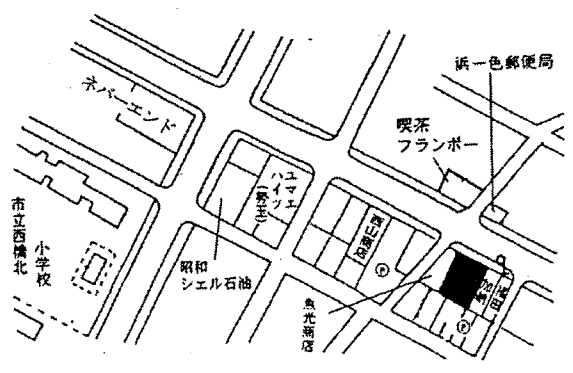 浜一色郵便局
ネバーエンド
喫茶
フランボー
ユマエ
ハイツ
西山商店
市立西橋北
小学校
昭和
シェル石油
魚光商店
P
P